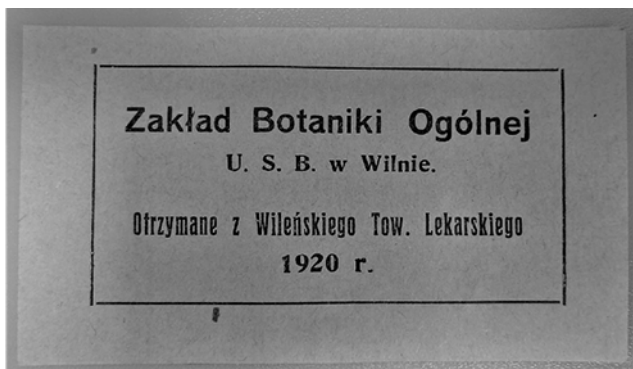 Zakład Botaniki Ogólnej
U. S. B. w Wilnie.
Otrzymane z Wileńskiego Tow. Lekarskiego
1920 r.